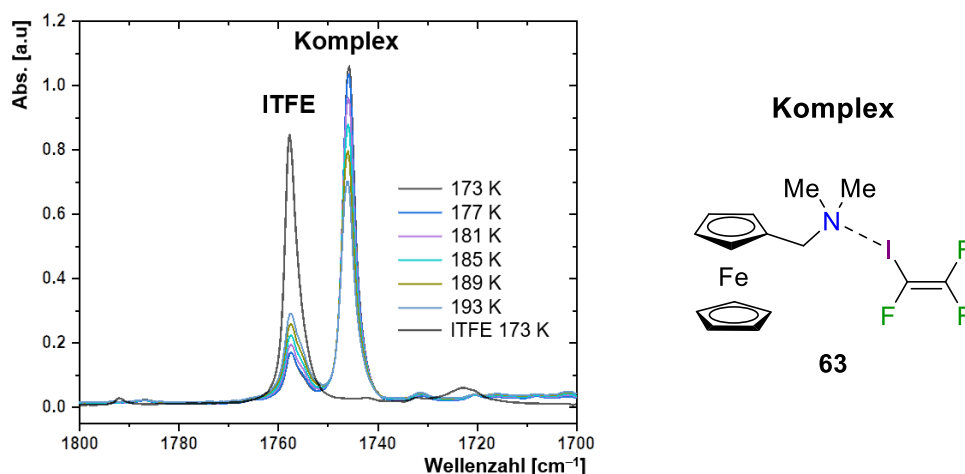 Abs. [a.u]
1.2
1.0
0.8
0.6
0.4
0.2
0.0
Komplex
ITFE
173 K
177 K
181 K
185 K
189 K
193 K
ITFE 173 K
1800 1780 1760 1740 1720 1700
Wellenzahl [cm⁻¹]
Komplex
Me Me
N
I
F
Fe
F F
63